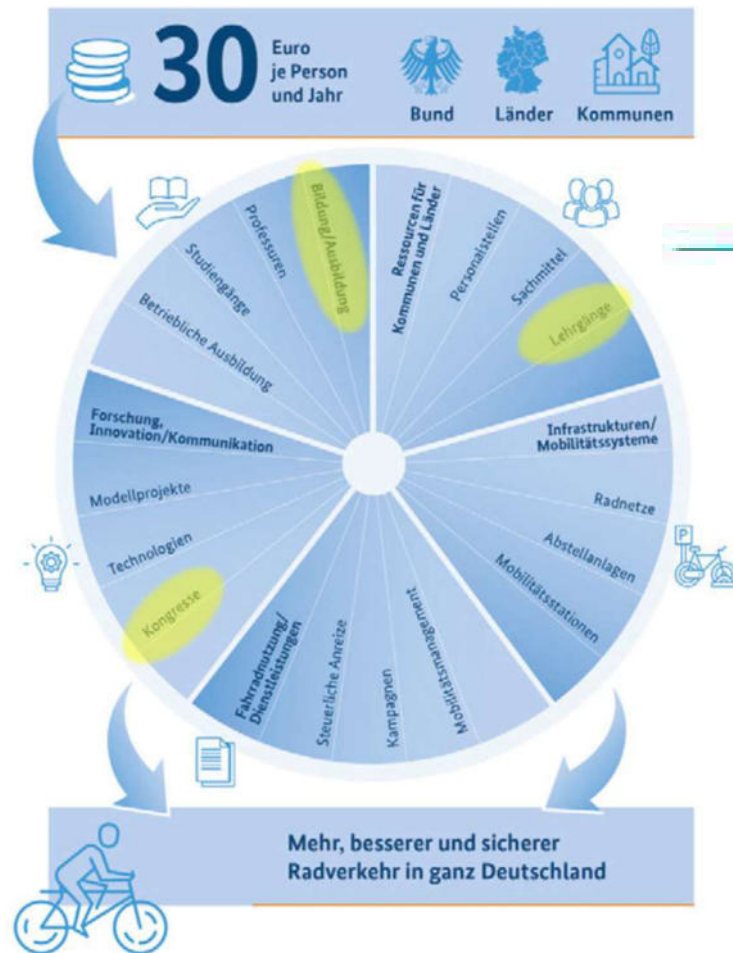 30
Euro
je Person
und Jahr
Bund
Länder
Kommunen
Bildung/Ausbildung
Professuren
Studiengänge
Betriebliche Ausbildung
Ressourcen für
Kommunen und Länder
Personalstellen
Sachmittel
Lehrgänge
Infrastrukturen/
Mobilitätssysteme
Radnetze
Abstellanlagen
Mobilitätsstationen
P
Fahrradnutzung/
Dienstleistungen
Steuerliche Anreize
Kampagnen
Mobilitätsmanagement
Forschung,
Innovation/Kommunikation
Modellprojekte
Technologien
Kongresse
Mehr, besserer und sicherer
Radverkehr in ganz Deutschland